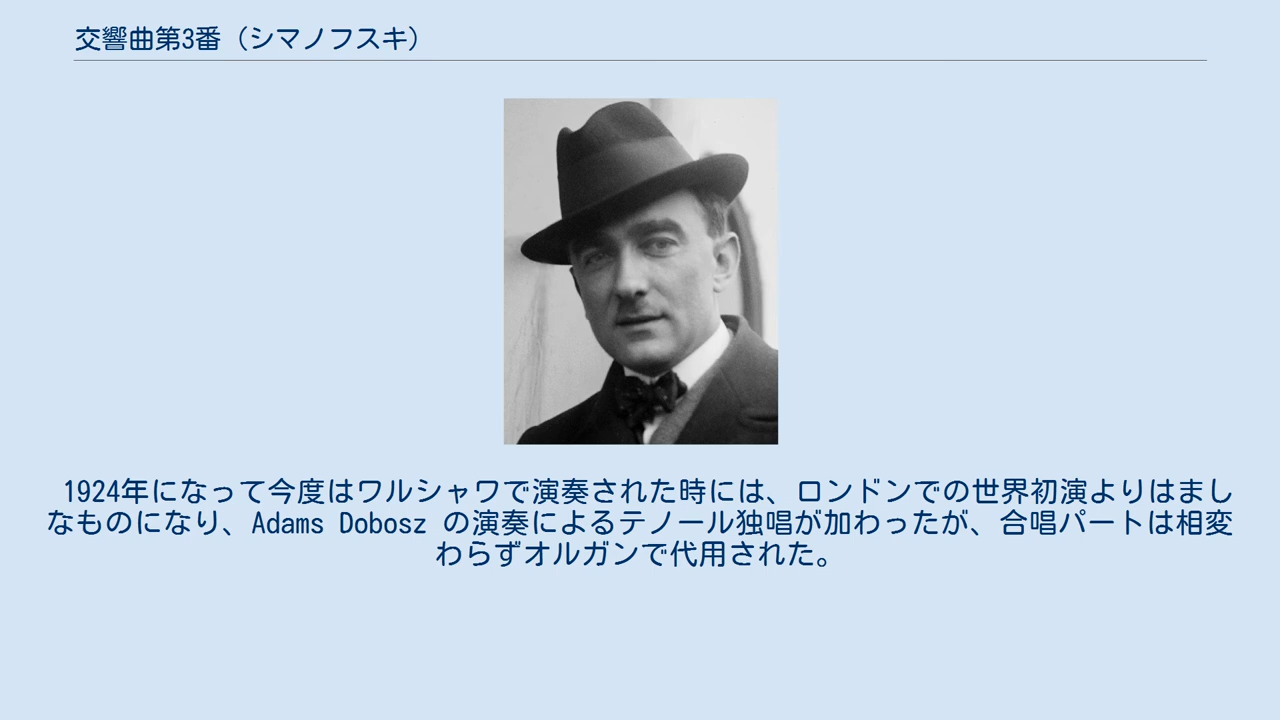 交響曲第3番（シマノフスキ）
1924年になって今度はワルシャワで演奏された時には、ロンドンでの世界初演よりはまし
なものになり、Adams Dobosz の演奏によるテノール独唱が加わったが、合唱パートは相変
わらずオルガンで代用された。